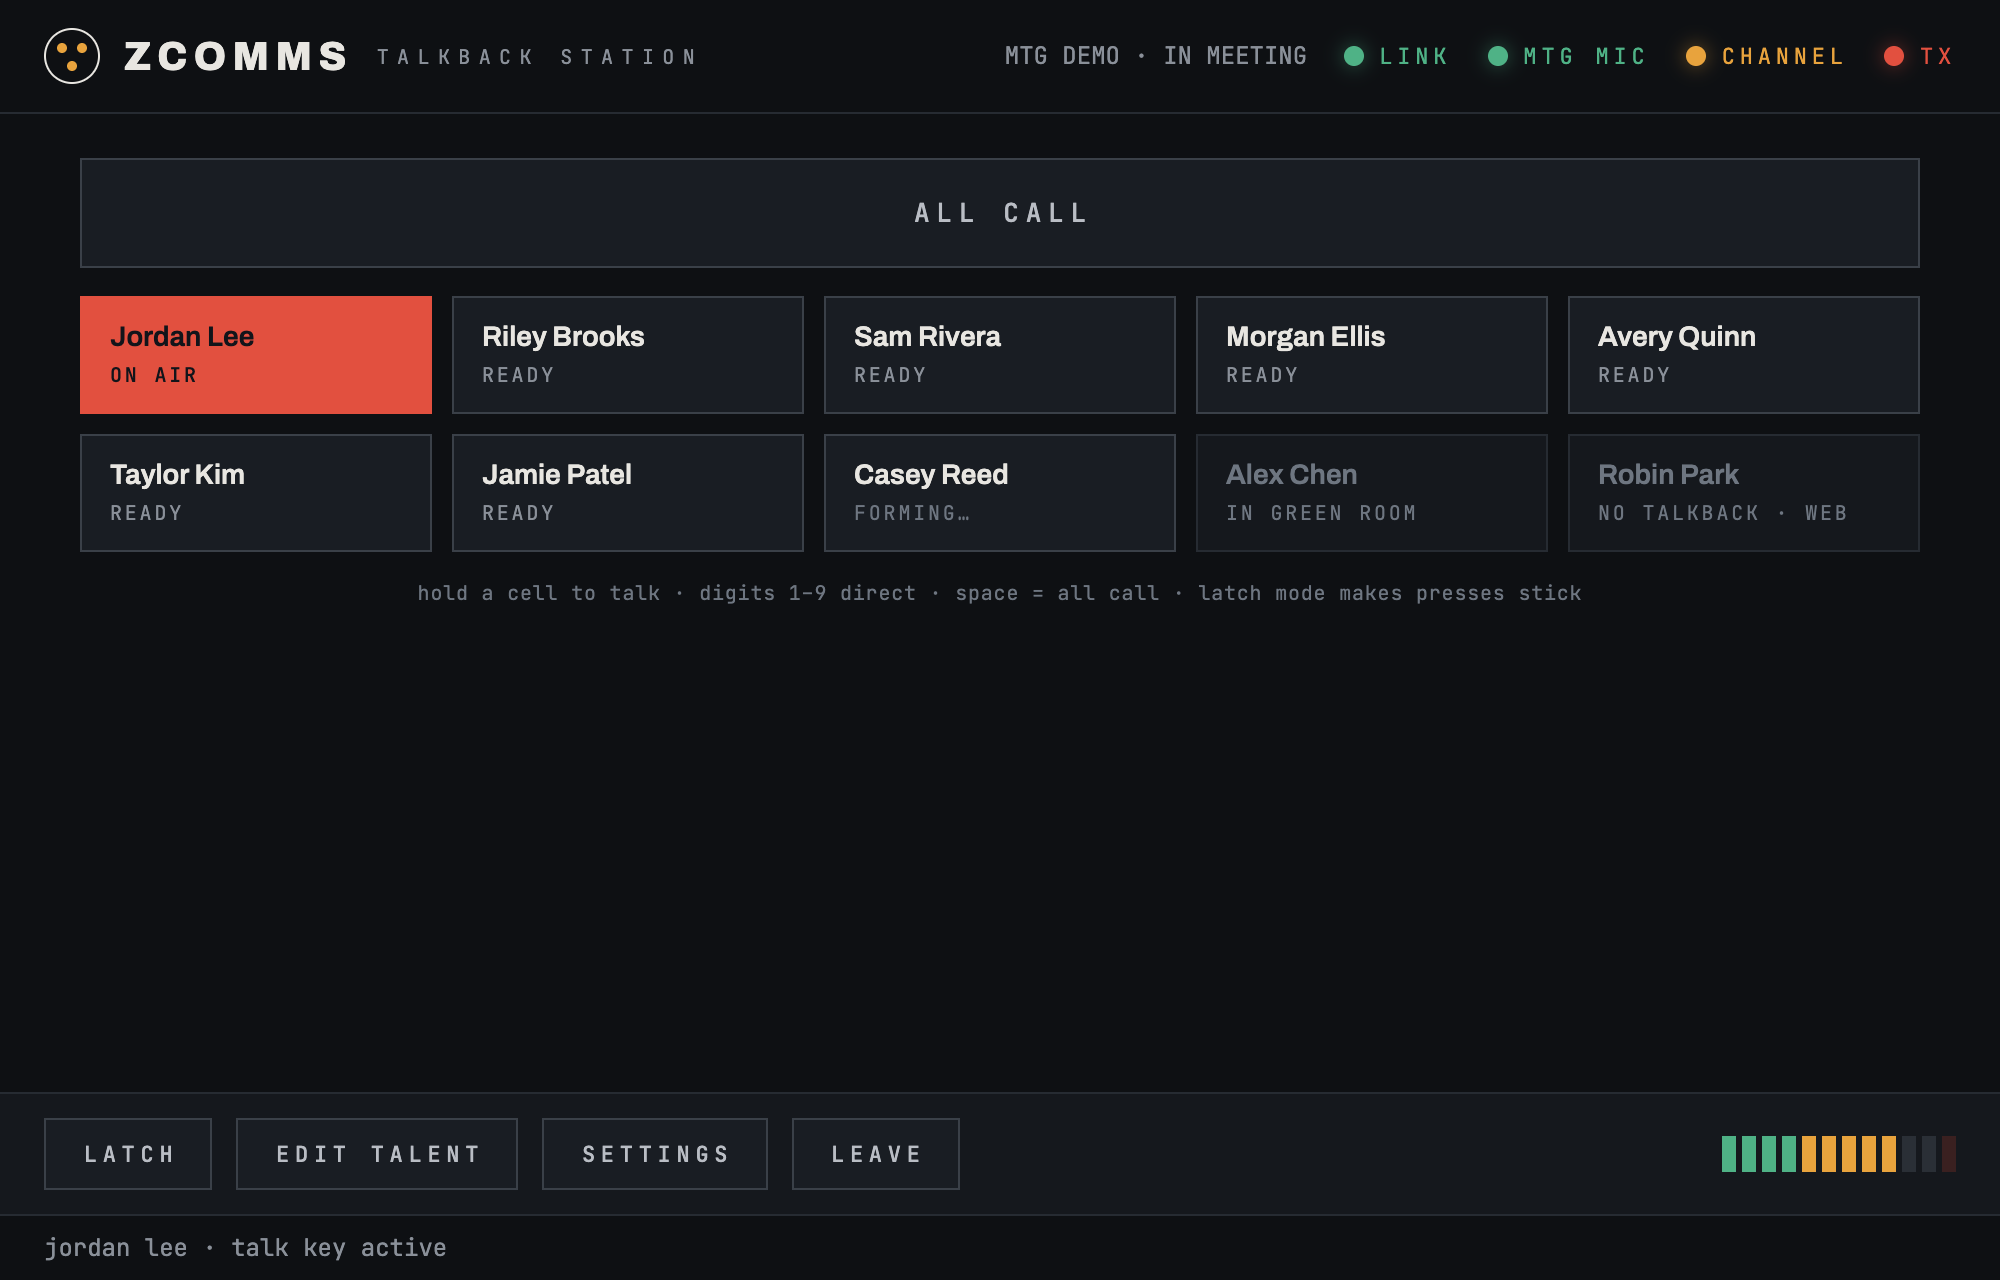 ZCOMMS TALKBACK STATION MTG DEMO · IN MEETING LINK MTG MIC CHANNEL TX
ALL CALL
Jordan Lee
ON AIR
Riley Brooks
READY
Sam Rivera
READY
Morgan Ellis
READY
Avery Quinn
READY
Taylor Kim
READY
Jamie Patel
READY
Casey Reed
FORMING…
Alex Chen
IN GREEN ROOM
Robin Park
NO TALKBACK · WEB
hold a cell to talk · digits 1–9 direct · space = all call · latch mode makes presses stick
LATCH EDIT TALENT SETTINGS LEAVE
jordan lee · talk key active